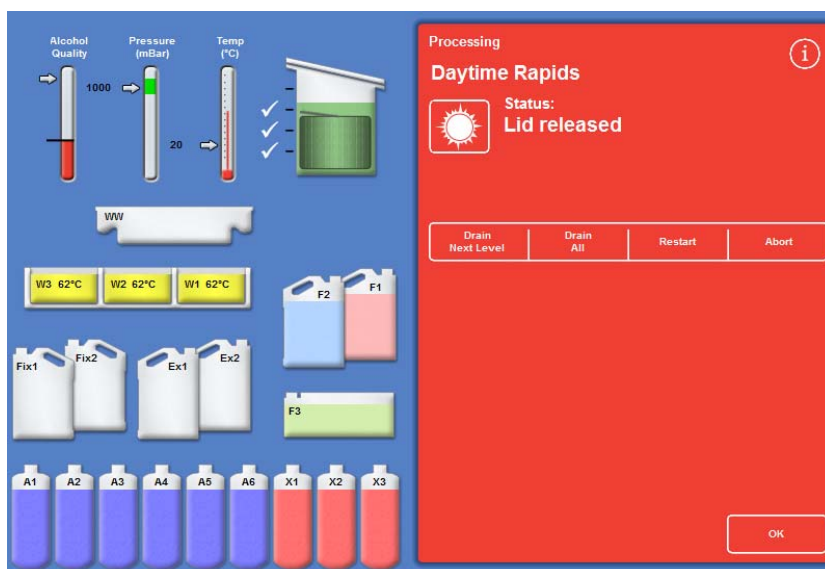 Alcohol
Quality
Pressure
(mBar)
Temp
(°C)
1000
20
WW
W3 62°C
W2 62°C
W1 62°C
F2
F1
Fix1
Fix2
Ex1
Ex2
F3
A1
A2
A3
A4
A5
A6
X1
X2
X3
Processing
i
Daytime Rapids
Status:
Lid released
Drain
Next Level
Drain
All
Restart
Abort
OK